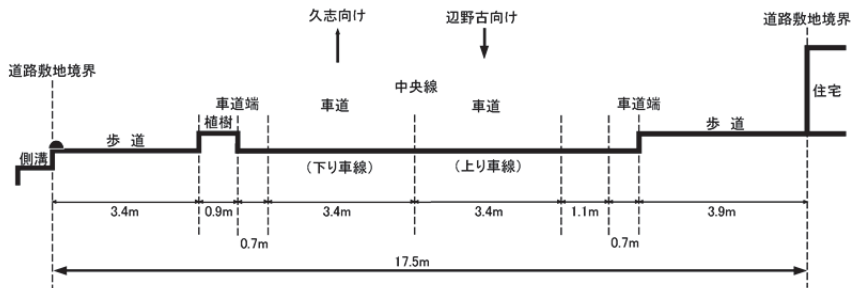 久志向け
辺野古向け
道路敷地境界
道路敷地境界
中央線
車道端
車道
車道
車道端
住宅
植樹
歩 道
歩 道
側溝
(下り車線)
(上り車線)
3.4m
0.9m
3.4m
3.4m
1.1m
3.9m
0.7m
0.7m
17.5m